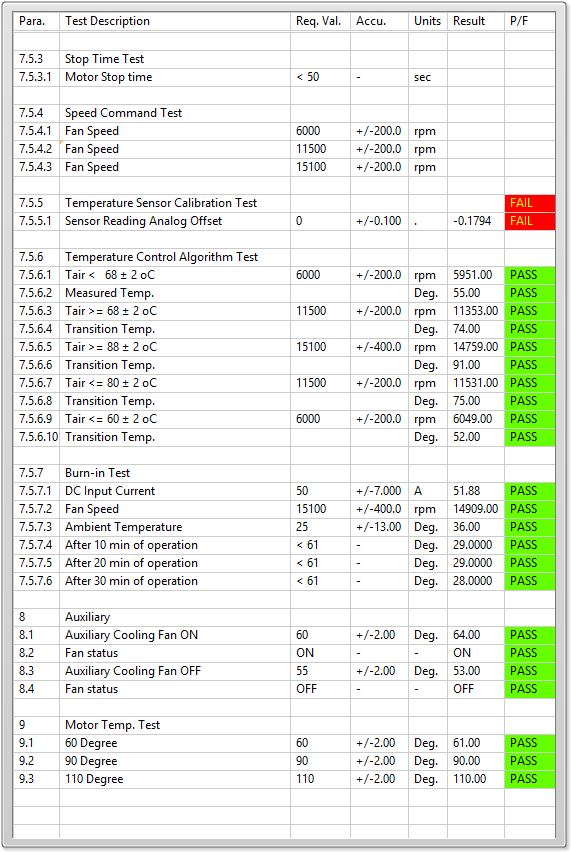 Para. Test Description Req. Val. Accu. Units Result P/F
7.5.3 Stop Time Test
7.5.3.1 Motor Stop time < 50 - sec
7.5.4 Speed Command Test
7.5.4.1 Fan Speed 6000 +/-200.0 rpm
7.5.4.2 Fan Speed 11500 +/-200.0 rpm
7.5.4.3 Fan Speed 15100 +/-200.0 rpm
7.5.5 Temperature Sensor Calibration Test FAIL
7.5.5.1 Sensor Reading Analog Offset 0 +/-0.100 . -0.1794 FAIL
7.5.6 Temperature Control Algorithm Test
7.5.6.1 Tair < 68 ± 2 oC 6000 +/-200.0 rpm 5951.00 PASS
7.5.6.2 Measured Temp. Deg. 55.00 PASS
7.5.6.3 Tair >= 68 ± 2 oC 11500 +/-200.0 rpm 11353.00 PASS
7.5.6.4 Transition Temp. Deg. 74.00 PASS
7.5.6.5 Tair >= 88 ± 2 oC 15100 +/-400.0 rpm 14759.00 PASS
7.5.6.6 Transition Temp. Deg. 91.00 PASS
7.5.6.7 Tair <= 80 ± 2 oC 11500 +/-200.0 rpm 11531.00 PASS
7.5.6.8 Transition Temp. Deg. 75.00 PASS
7.5.6.9 Tair <= 60 ± 2 oC 6000 +/-200.0 rpm 6049.00 PASS
7.5.6.10 Transition Temp. Deg. 52.00 PASS
7.5.7 Burn-in Test
7.5.7.1 DC Input Current 50 +/-7.000 A 51.88 PASS
7.5.7.2 Fan Speed 15100 +/-400.0 rpm 14909.00 PASS
7.5.7.3 Ambient Temperature 25 +/-13.00 Deg. 36.00 PASS
7.5.7.4 After 10 min of operation < 61 - Deg. 29.0000 PASS
7.5.7.5 After 20 min of operation < 61 - Deg. 29.0000 PASS
7.5.7.6 After 30 min of operation < 61 - Deg. 28.0000 PASS
8 Auxiliary
8.1 Auxiliary Cooling Fan ON 60 +/-2.00 Deg. 64.00 PASS
8.2 Fan status ON - - ON PASS
8.3 Auxiliary Cooling Fan OFF 55 +/-2.00 Deg. 53.00 PASS
8.4 Fan status OFF - - OFF PASS
9 Motor Temp. Test
9.1 60 Degree 60 +/-2.00 Deg. 61.00 PASS
9.2 90 Degree 90 +/-2.00 Deg. 90.00 PASS
9.3 110 Degree 110 +/-2.00 Deg. 110.00 PASS